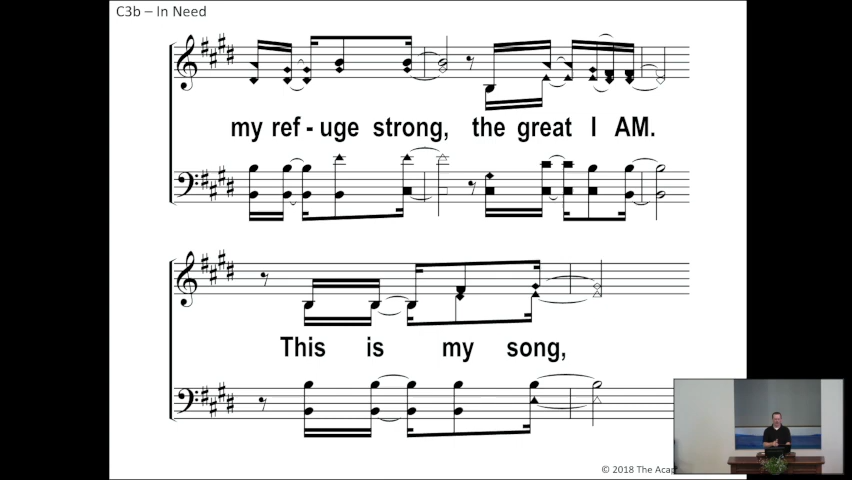 C3b – In Need
my ref - uge strong, the great I AM.
This is my song,
© 2018 The Acap